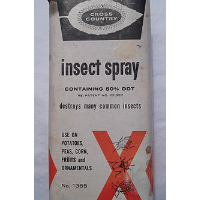 CROSS
COUNTRY
insect spray
CONTAINING 50% DDT
destroys many common insects
USE ON
POTATOES,
PEAS, CORN,
FRUITS and
ORNAMENTALS
No. 1355